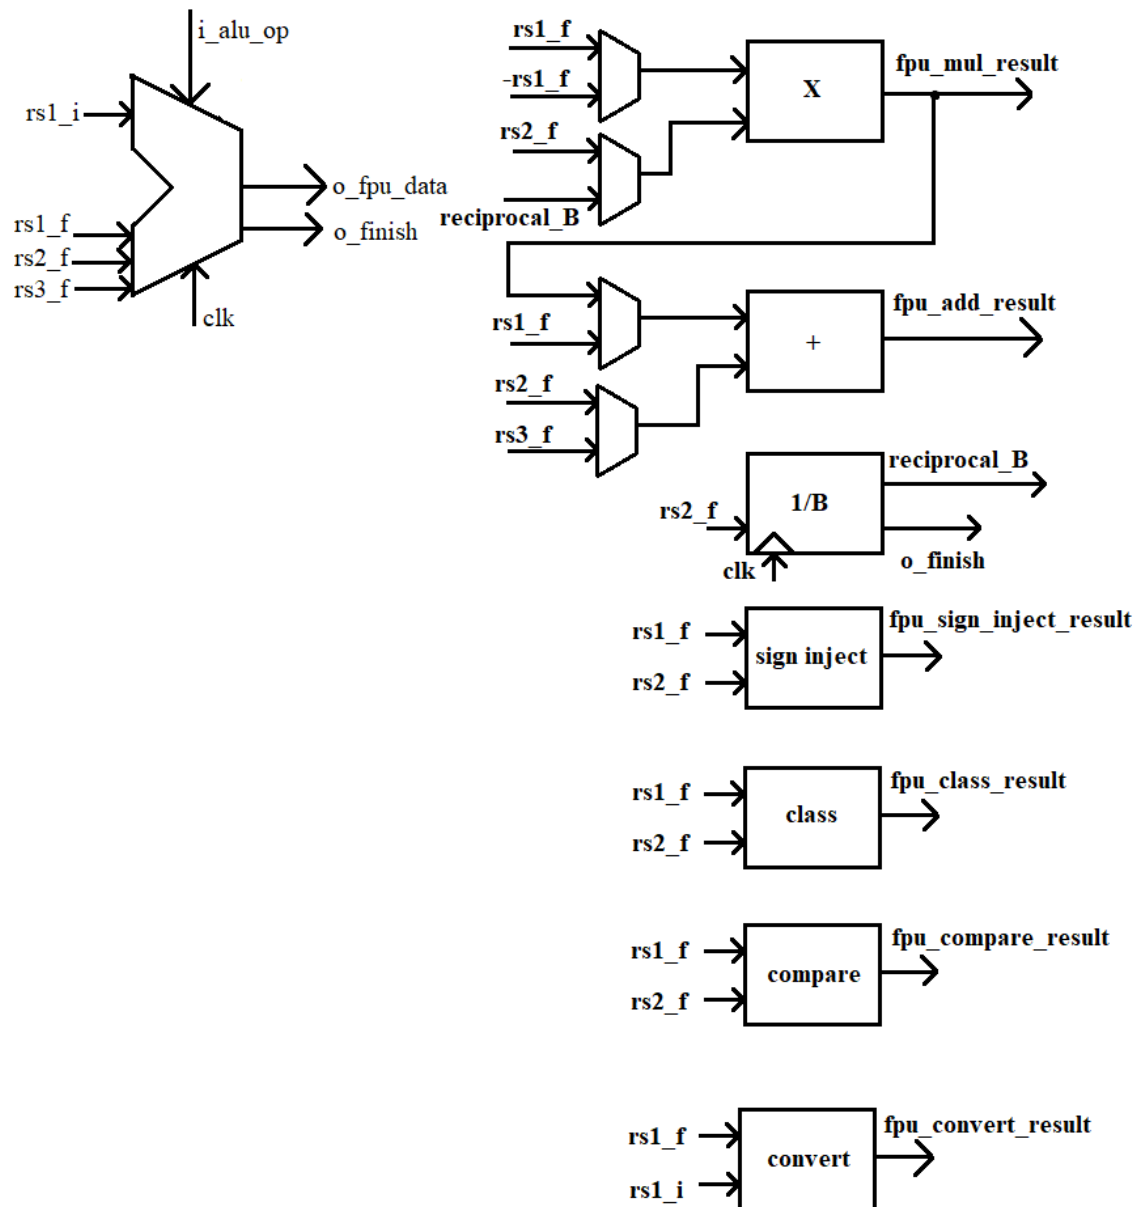 i_alu_op
rs1_i
o_fpu_data
o_finish
rs1_f
rs2_f
rs3_f
clk
rs1_f
-rs1_f
rs2_f
reciprocal_B
X
fpu_mul_result
rs1_f
rs2_f
rs3_f
+
fpu_add_result
rs2_f
1/B
clk
reciprocal_B
o_finish
rs1_f
rs2_f
sign inject
fpu_sign_inject_result
rs1_f
rs2_f
class
fpu_class_result
rs1_f
rs2_f
compare
fpu_compare_result
rs1_f
rs1_i
convert
fpu_convert_result